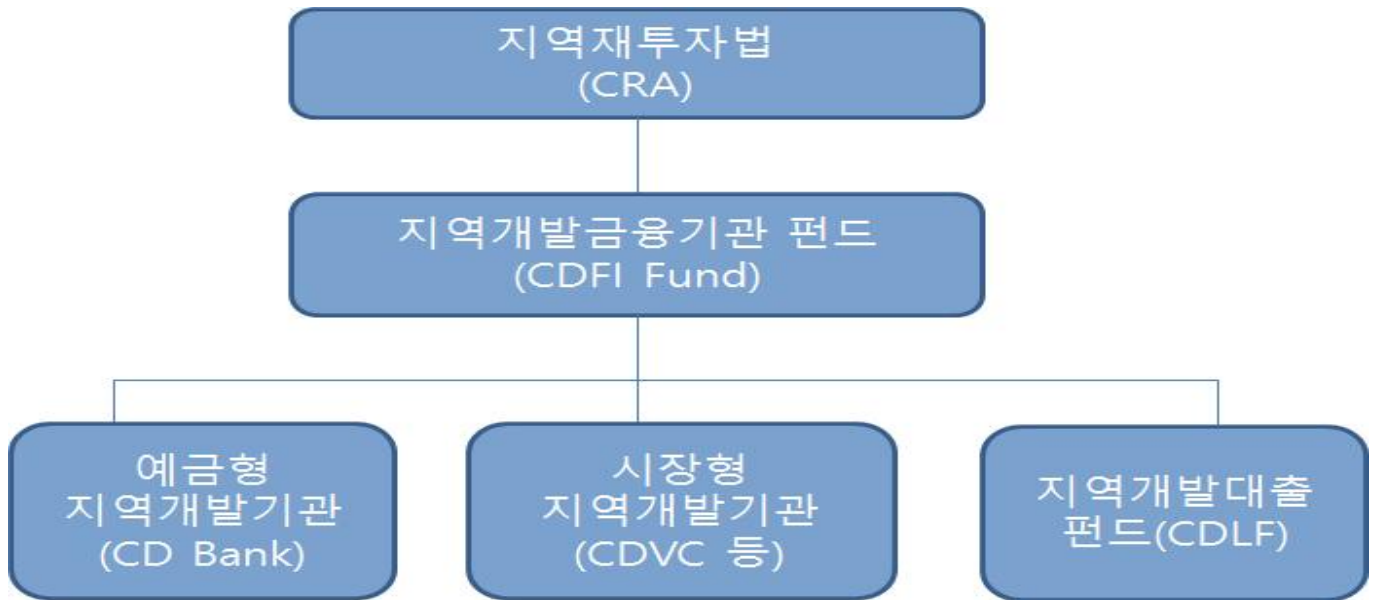 지역재투자법
(CRA)
지역개발금융기관 펀드
(CDFI Fund)
예금형
지역개발기관
(CD Bank)
시장형
지역개발기관
(CDVC 등)
지역개발대출
펀드(CDLF)